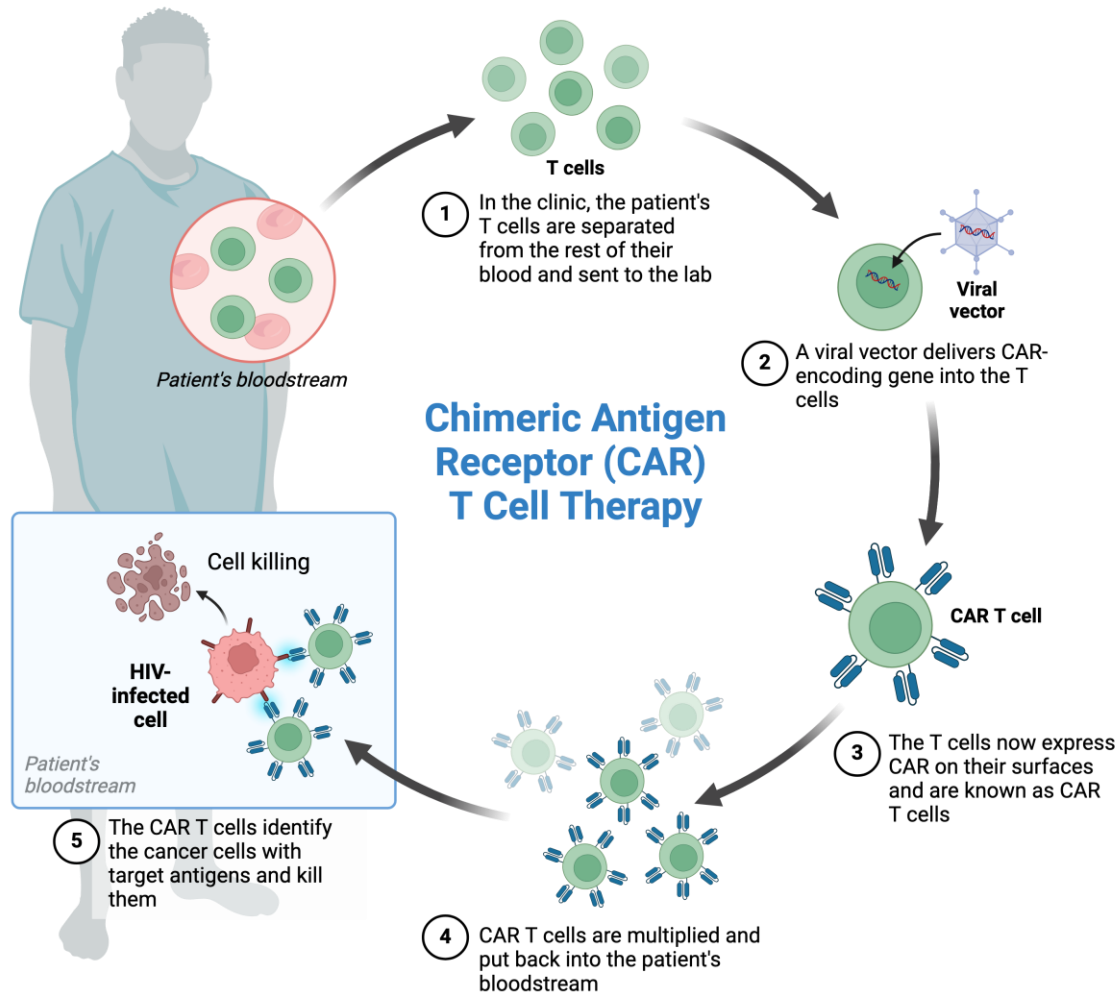 T cells
1
In the clinic, the patient's
T cells are separated
from the rest of their
blood and sent to the lab
Patient's bloodstream
Viral
vector
2
A viral vector delivers CAR-
encoding gene into the T
cells
Chimeric Antigen
Receptor (CAR)
T Cell Therapy
CAR T cell
3
The T cells now express
CAR on their surfaces
and are known as CAR
T cells
4
CAR T cells are multiplied and
put back into the patient's
bloodstream
Cell killing
HIV-
infected
cell
Patient's
bloodstream
5
The CAR T cells identify
the cancer cells with
target antigens and kill
them